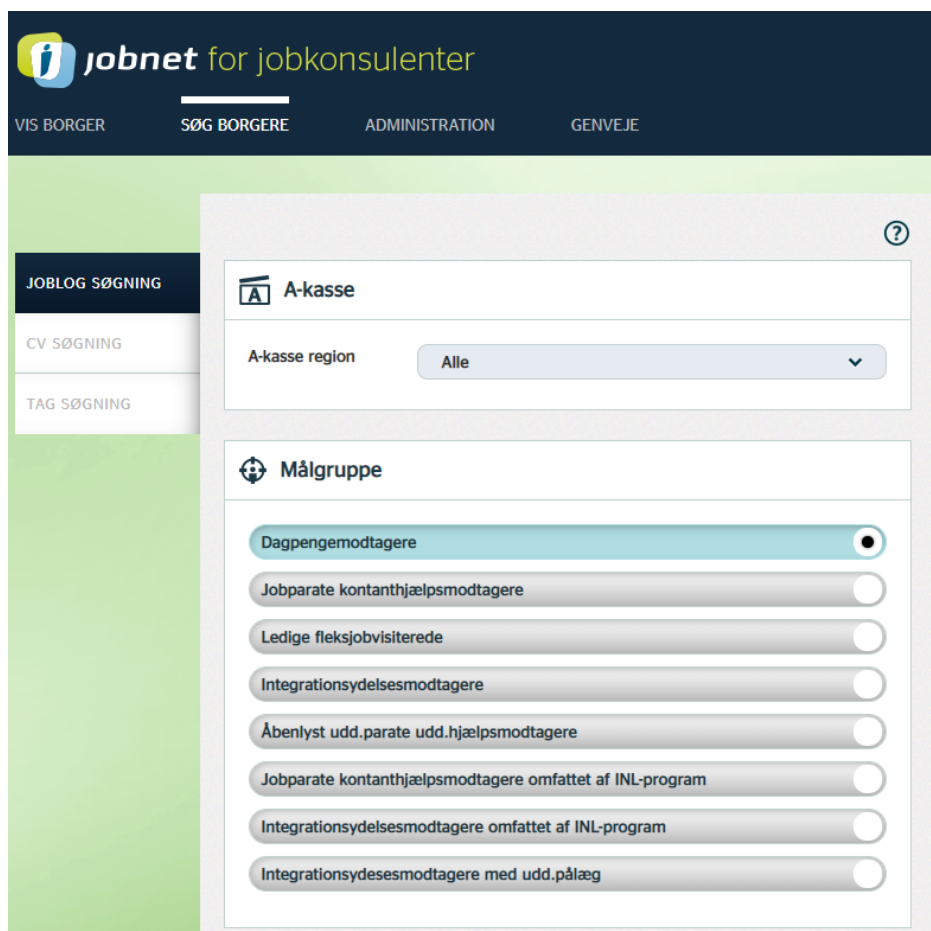 jobnet for jobkonsulenter
VIS BORGER SØG BORGERE ADMINISTRATION GENVEJE
?
JOBLOG SØGNING
CV SØGNING
TAG SØGNING
A A-kasse
A-kasse region Alle
Målgruppe
Dagpengemodtagere
Jobparate kontanthjælpsmodtagere
Ledige fleksjobvisiterede
Integrationsydelsesmodtagere
Åbenlyst udd.parate udd.hjælpsmodtagere
Jobparate kontanthjælpsmodtagere omfattet af INL-program
Integrationsydelsesmodtagere omfattet af INL-program
Integrationsydesesmodtagere med udd.pålæg